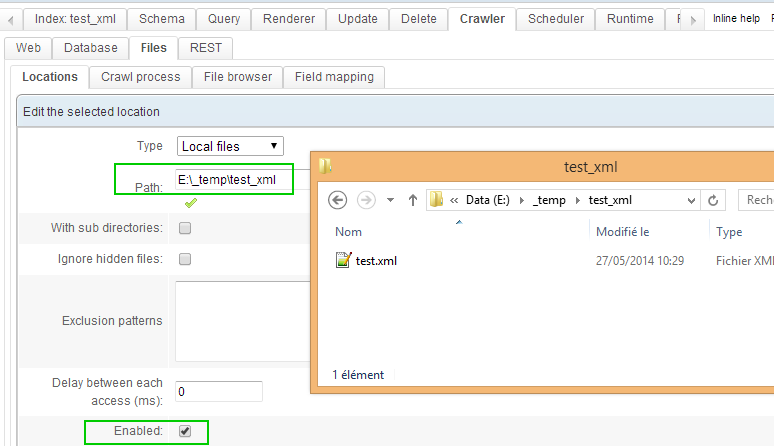 Index: test_xml Schema Query Renderer Update Delete Crawler Scheduler Runtime Inline help
Web Database Files REST
Locations Crawl process File browser Field mapping
Edit the selected location
Type Local files
Path: E:\_temp\test_xml
With sub directories:
Ignore hidden files:
Exclusion patterns
Delay between each
access (ms): 0
Enabled:
test_xml
Data (E:) _temp test_xml Reche
Nom Modifié le Type
test.xml 27/05/2014 10:29 Fichier XM
1 élément